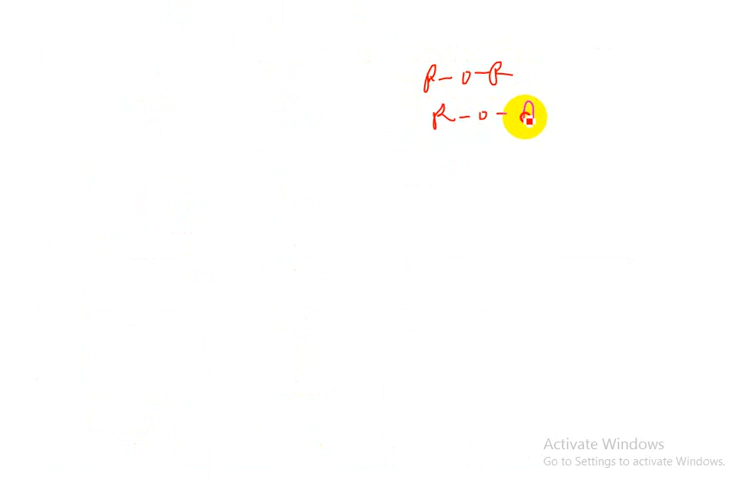 R-O-R
R-O-
Activate Windows
Go to Settings to activate Windows.